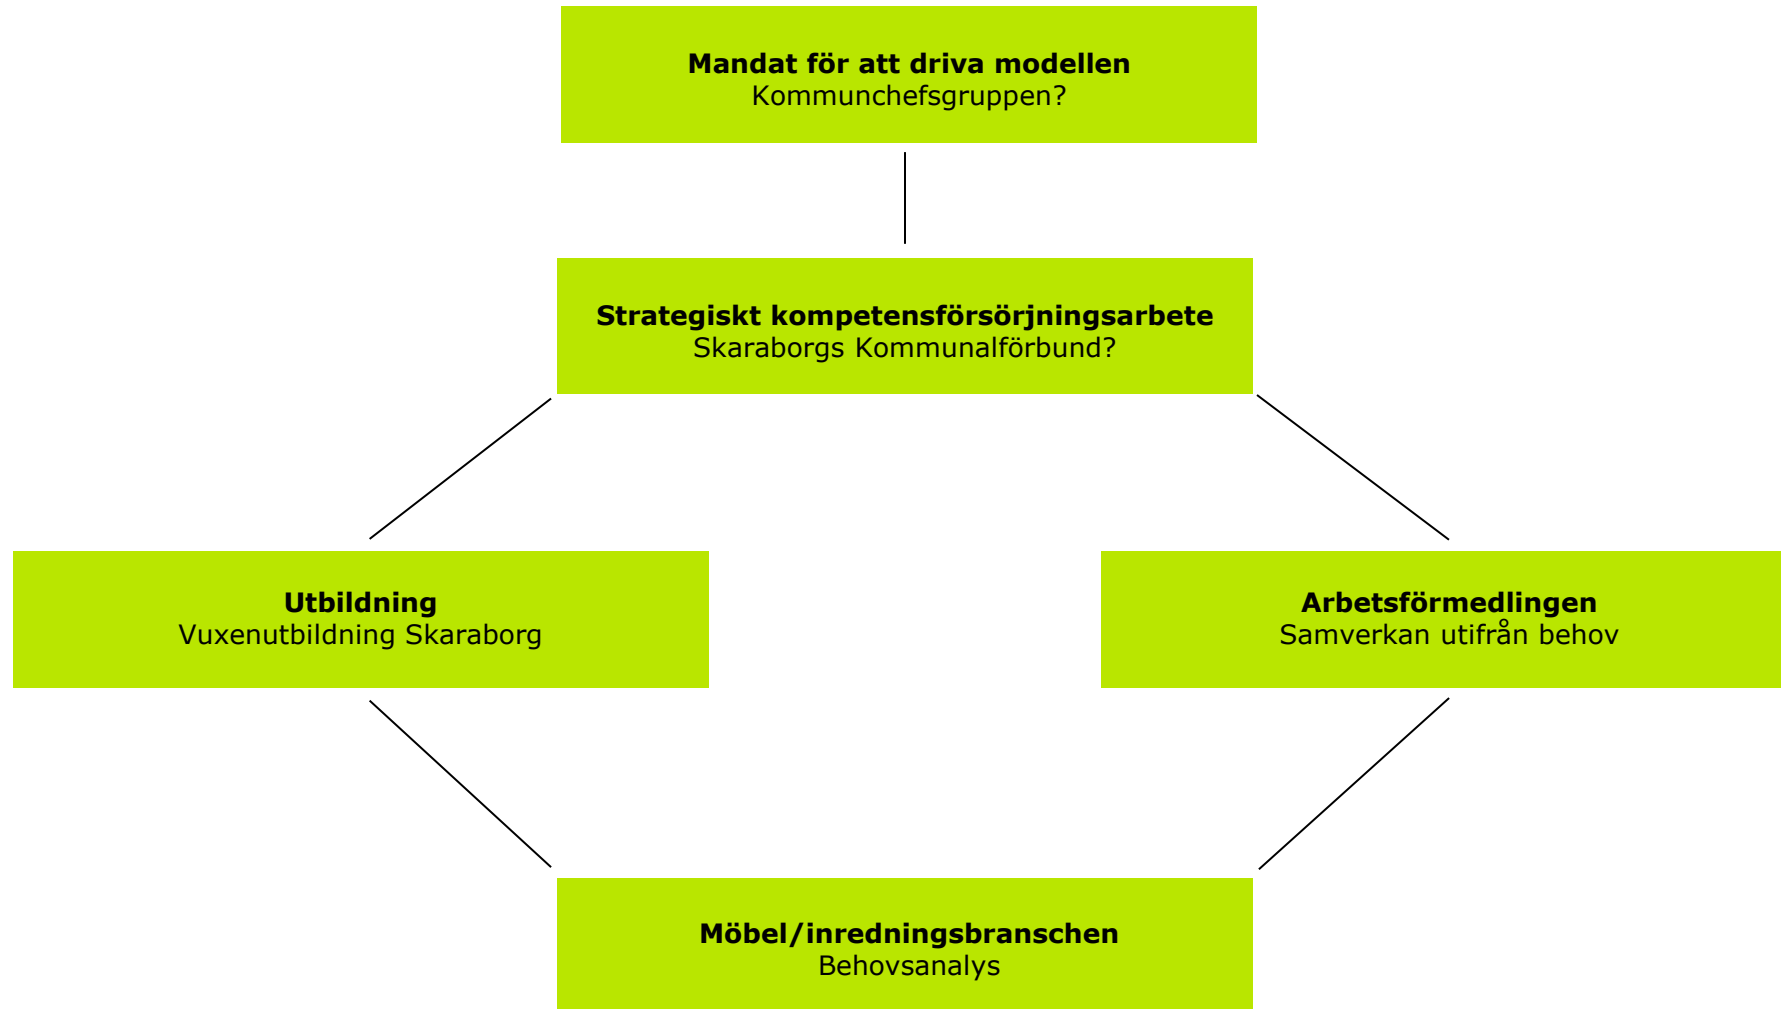 Mandat för att driva modellen
Kommunchefsgruppen?
Strategiskt kompetensförsörjningsarbete
Skaraborgs Kommunalförbund?
Utbildning
Vuxenutbildning Skaraborg
Arbetsförmedlingen
Samverkan utifrån behov
Möbel/inredningsbranschen
Behovsanalys